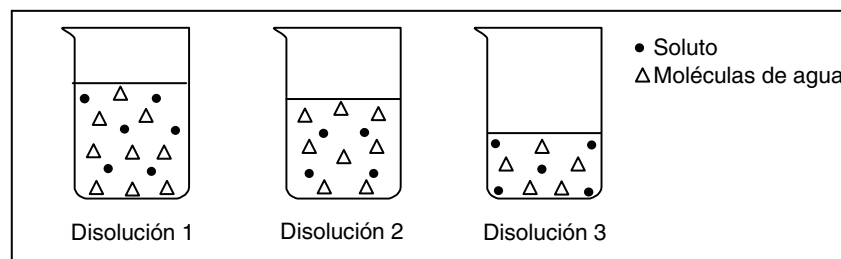 Soluto
Moléculas de agua
Disolución 1
Disolución 2
Disolución 3